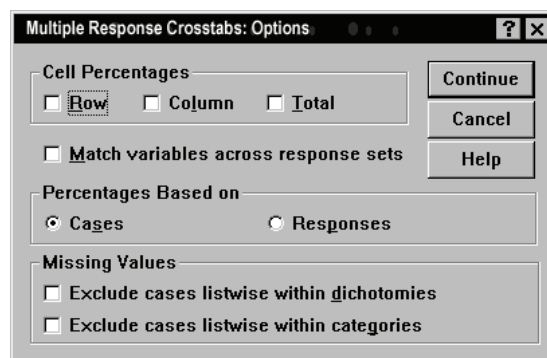 Multiple Response Crosstabs: Options ? X
Cell Percentages
Row Column Total
Continue
Cancel
Match variables across response sets
Help
Percentages Based on
Cases Responses
Missing Values
Exclude cases listwise within dichotomies
Exclude cases listwise within categories